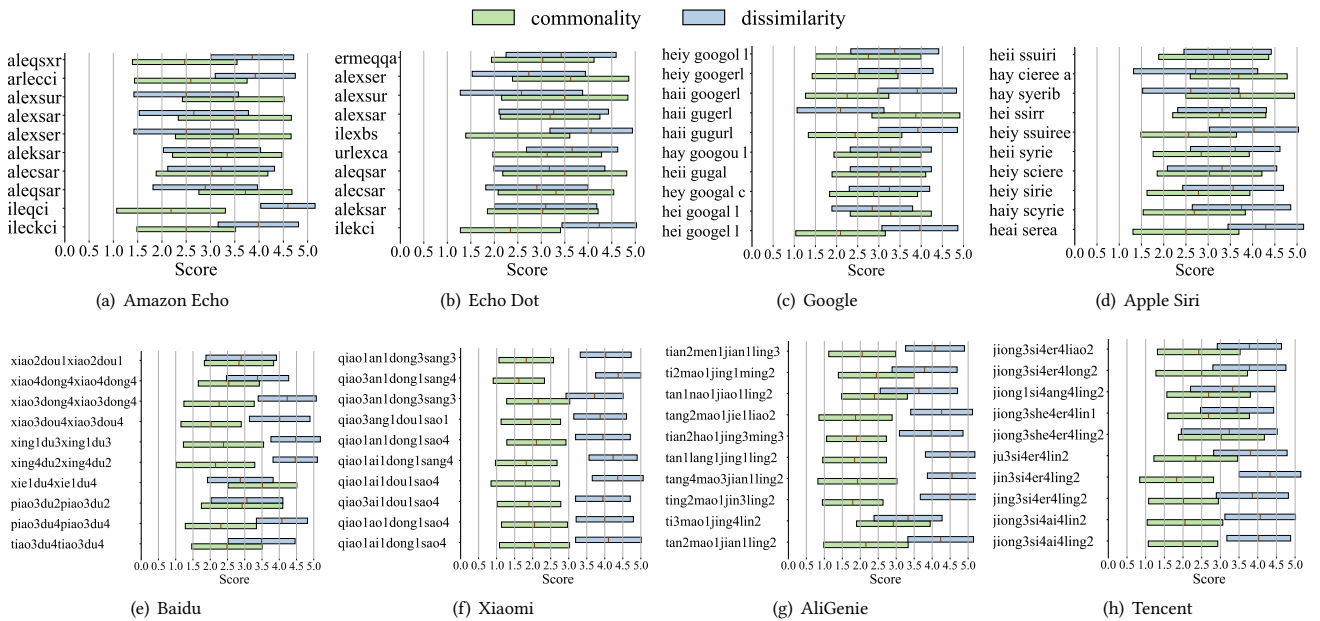 commonality dissimilarity
aleqsxr
arlecci
alexsur
alexsar
alexser
aleksar
alecsar
aleqsar
ileqci
ileckci
0.0 0.5 1.0 1.5 2.0 2.5 3.0 3.5 4.0 4.5 5.0
Score
(a) Amazon Echo
ermeqqa
alexser
alexsur
alexsar
ilexbs
urlexca
aleqsar
alecsar
aleksar
ilekci
0.0 0.5 1.0 1.5 2.0 2.5 3.0 3.5 4.0 4.5 5.0
Score
(b) Echo Dot
heiy googol l
heiy googerl
haii googerl
haii gugerl
haii gugurl
hay googou l
heii gugal
hey googal c
hei googal l
hei googel l
0.0 0.5 1.0 1.5 2.0 2.5 3.0 3.5 4.0 4.5 5.0
Score
(c) Google
heii ssuiri
hay cieree a
hay syerib
hei ssirr
heiy ssuiree
heii syrie
heiy sciere
heiy sirie
haiy scyrie
heai serea
0.0 0.5 1.0 1.5 2.0 2.5 3.0 3.5 4.0 4.5 5.0
Score
(d) Apple Siri
xiao2dou1xiao2dou1
xiao4dong4xiao4dong4
xiao3dong4xiao3dong4
xiao3dou4xiao3dou4
xing1du3xing1du3
xing4du2xing4du2
xie1du4xie1du4
piao3du2piao3du2
piao3du4piao3du4
tiao3du4tiao3du4
0.0 0.5 1.0 1.5 2.0 2.5 3.0 3.5 4.0 4.5 5.0
Score
(e) Baidu
qiao1an1dong3sang3
qiao3an1dong1sang4
qiao3an1dong3sang3
qiao3ang1dou1sao1
qiao1an1dong1sao4
qiao1ai1dong1sang4
qiao1ai1dou1sao4
qiao3ai1dou1sao4
qiao1ao1dong1sao4
qiao1ai1dong1sao4
0.0 0.5 1.0 1.5 2.0 2.5 3.0 3.5 4.0 4.5 5.0
Score
(f) Xiaomi
tian2men1jian1ling3
ti2mao1jing1ming2
tan1nao1jiao1ling2
tang2mao1jie1liao2
tian2hao1jing3ming3
tan1lang1jing1ling2
tang4mao3jian1ling2
ting2mao1jin3ling2
ti3mao1jing4lin2
tan2mao1jian1ling2
0.0 0.5 1.0 1.5 2.0 2.5 3.0 3.5 4.0 4.5 5.0
Score
(g) AliGenie
jiong3si4er4liao2
jiong3si4er4long2
jiong1si4ang4ling2
jiong3she4er4lin1
jiong3she4er4ling2
ju3si4er4lin2
jin3si4er4ling2
jing3si4er4ling2
jiong3si4ai4lin2
jiong3si4ai4ling2
0.0 0.5 1.0 1.5 2.0 2.5 3.0 3.5 4.0 4.5 5.0
Score
(h) Tencent